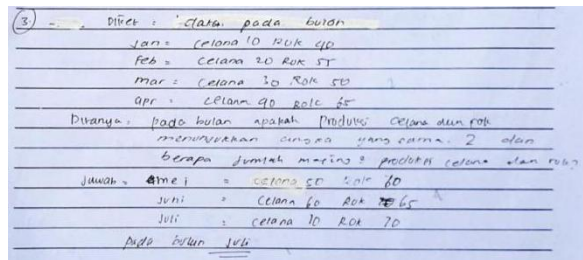 3. Diket : data pada bulan
Jan = celana 10 Rok 40
Feb = celana 20 Rok 55
mar = celana 30 Rok 50
apr = celana 40 Rok 65
Ditanya : pada bulan apakah Produksi celana dan rok
menunjukkan angka yang sama. 2 dan
berapa jumlah masing2 produksi celana dan rok?
Jawab = mei = celana 50 Rok 60
Juni = celana 60 Rok 65
Juli = celana 70 Rok 70
pada bulan Juli